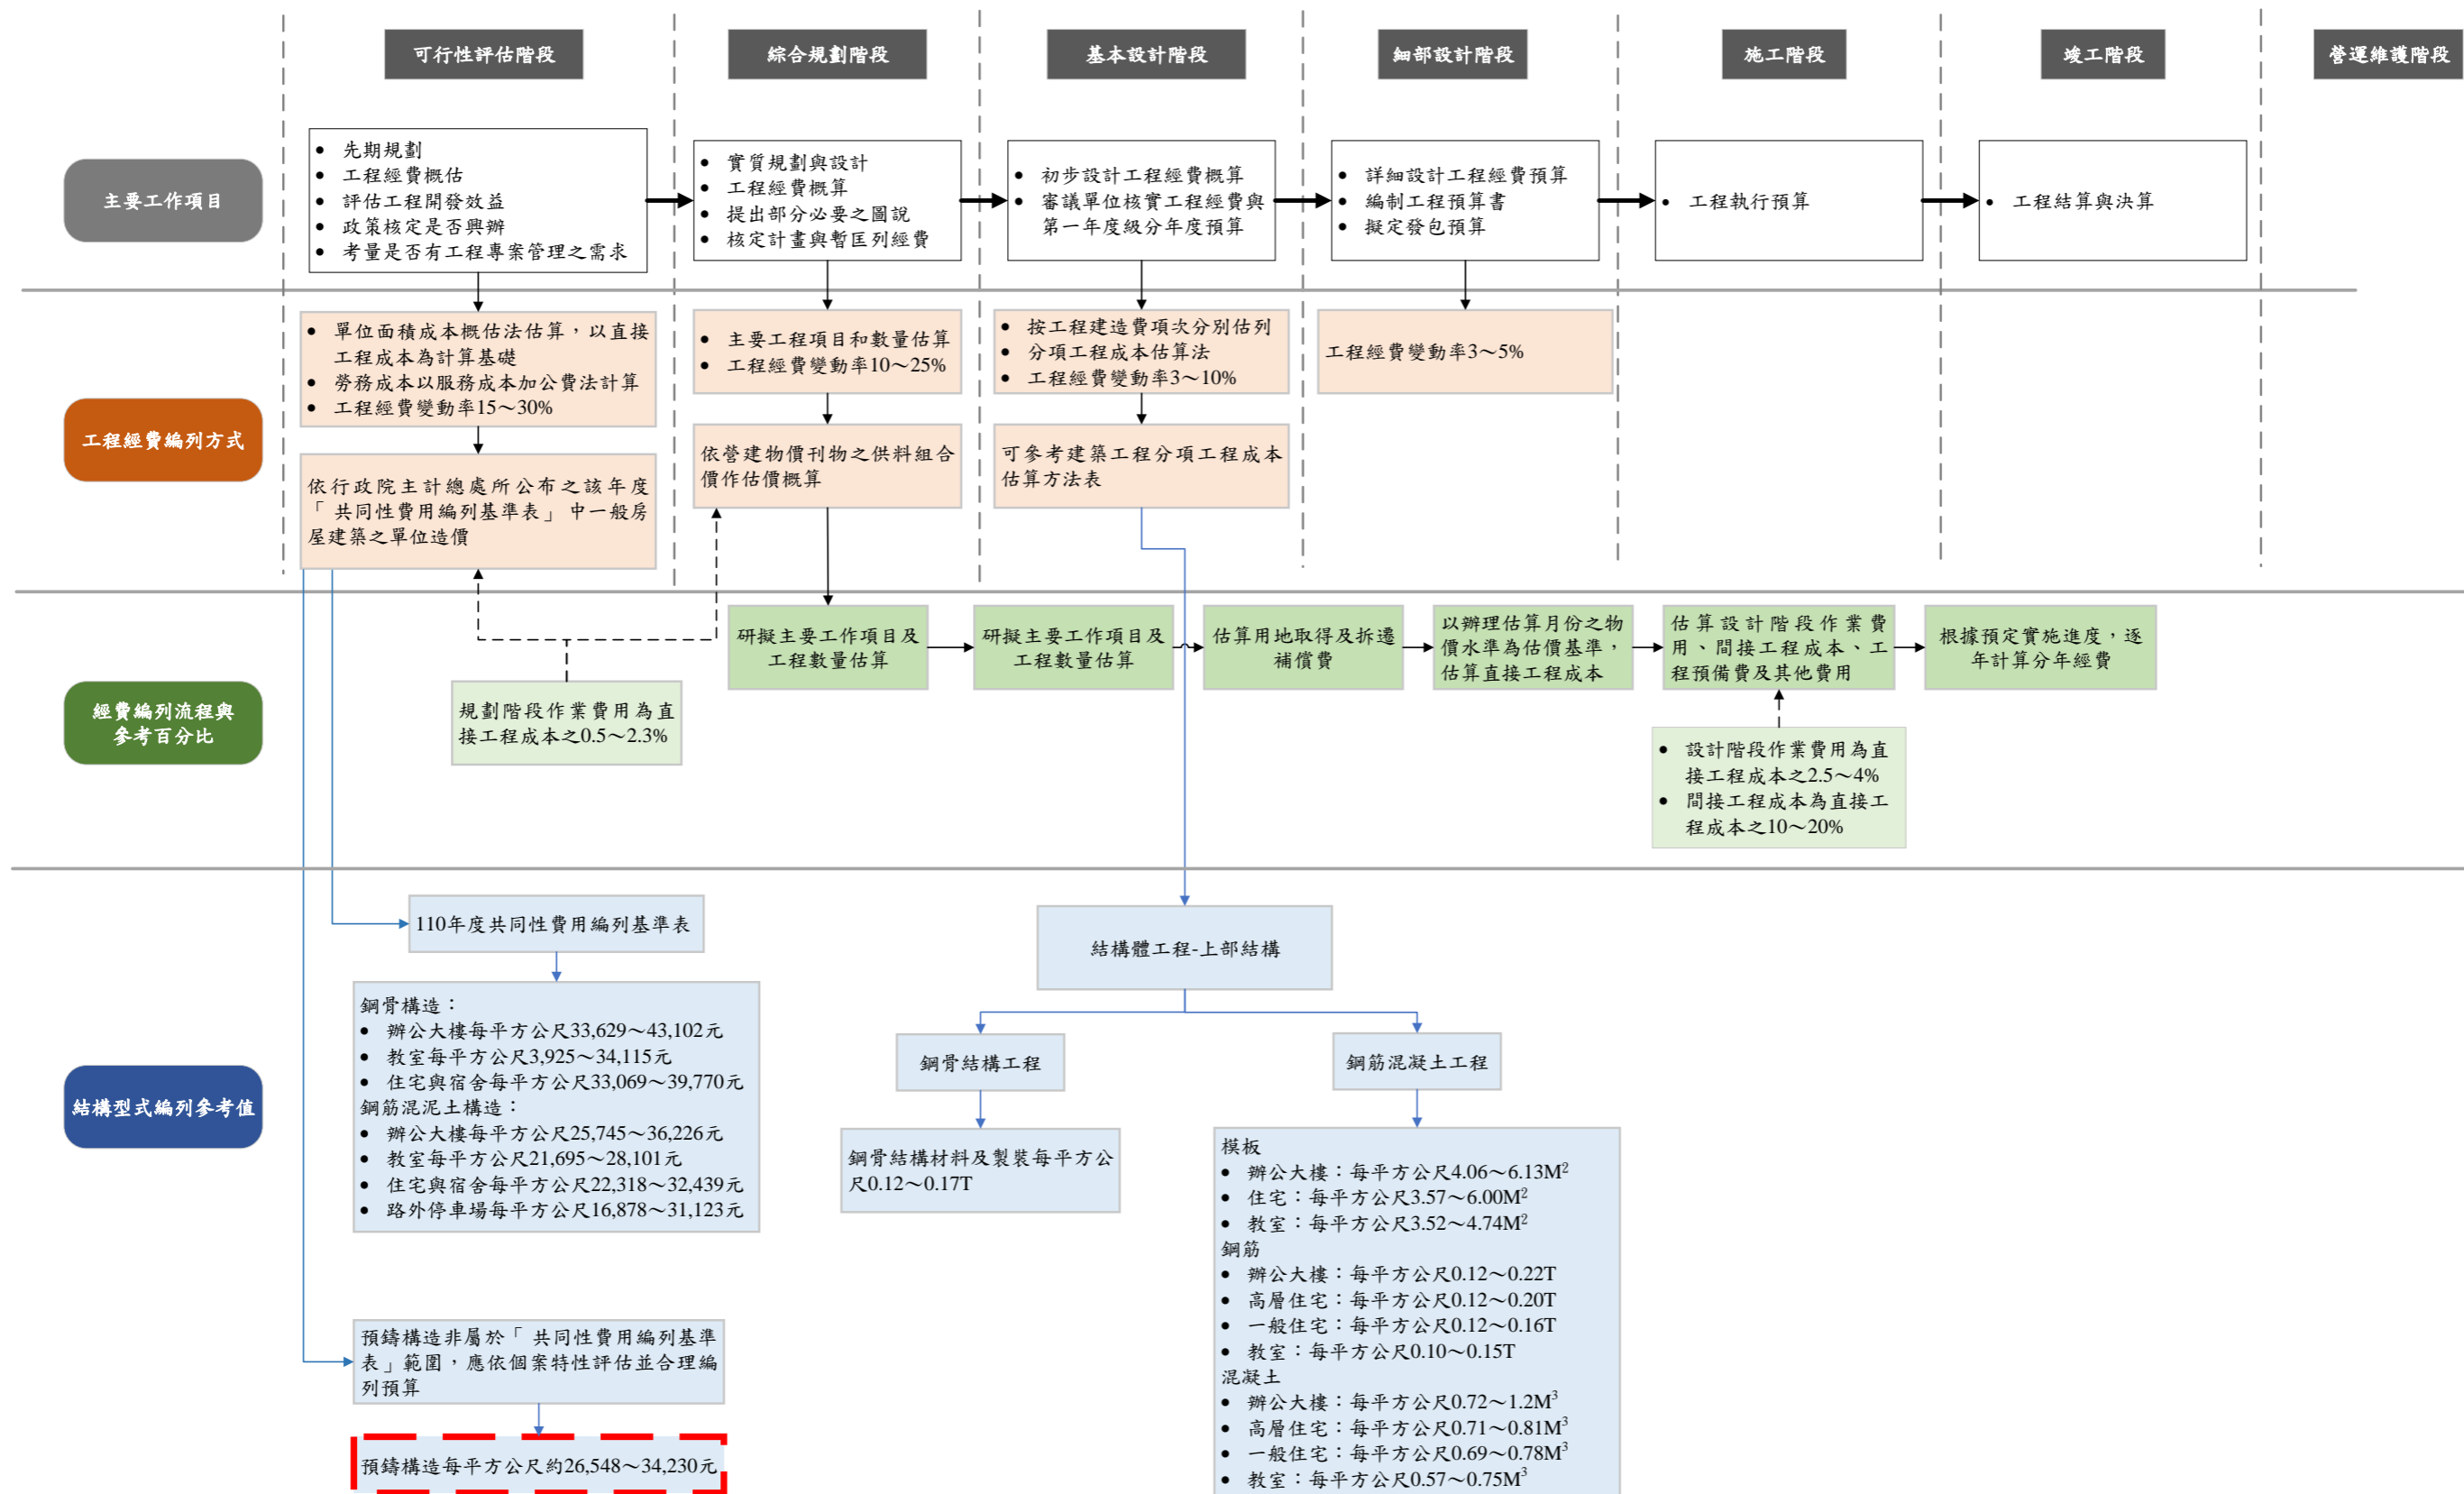 可行性評估階段
綜合規劃階段
基本設計階段
細部設計階段
施工階段
竣工階段
營運維護階段
主要工作項目
• 先期規劃
• 工程經費概估
• 評估工程開發效益
• 政策核定是否興辦
• 考量是否有工程專案管理之需求
• 實質規劃與設計
• 工程經費概算
• 提出部分必要之圖說
• 核定計畫與暫匡列經費
• 初步設計工程經費概算
• 審議單位核實工程經費與
第一年度級分年度預算
• 詳細設計工程經費預算
• 編制工程預算書
• 擬定發包預算
• 工程執行預算
• 工程結算與決算
工程經費編列方式
• 單位面積成本概估法估算，以直接
工程成本為計算基礎
• 勞務成本以服務成本加公費法計算
• 工程經費變動率15～30%
• 主要工程項目和數量估算
• 工程經費變動率10～25%
• 按工程建造費項次分別估列
• 分項工程成本估算法
• 工程經費變動率3～10%
工程經費變動率3～5%
依行政院主計總處所公布之該年度
「共同性費用編列基準表」中一般房
屋建築之單位造價
依營建物價刊物之供料組合
價作估價概算
可參考建築工程分項工程成本
估算方法表
經費編列流程與
參考百分比
研擬主要工作項目及
工程數量估算
研擬主要工作項目及
工程數量估算
估算用地取得及拆遷
補償費
以辦理估算月份之物
價水準為估價基準，
估算直接工程成本
估算設計階段作業費
用、間接工程成本、工
程預備費及其他費用
根據預定實施進度，逐
年計算分年經費
規劃階段作業費用為直
接工程成本之0.5～2.3%
• 設計階段作業費用為直
接工程成本之2.5～4%
• 間接工程成本為直接工
程成本之10～20%
結構型式編列參考值
110年度共同性費用編列基準表
鋼骨構造：
• 辦公大樓每平方公尺33,629～43,102元
• 教室每平方公尺3,925～34,115元
• 住宅與宿舍每平方公尺33,069～39,770元
鋼筋混泥土構造：
• 辦公大樓每平方公尺25,745～36,226元
• 教室每平方公尺21,695～28,101元
• 住宅與宿舍每平方公尺22,318～32,439元
• 路外停車場每平方公尺16,878～31,123元
預鑄構造非屬於「共同性費用編列基準
表」範圍，應依個案特性評估並合理編
列預算
預鑄構造每平方公尺約26,548～34,230元
結構體工程-上部結構
鋼骨結構工程
鋼骨結構材料及製裝每平方公
尺0.12～0.17T
鋼筋混凝土工程
模板
• 辦公大樓：每平方公尺4.06～6.13M²
• 住宅：每平方公尺3.57～6.00M²
• 教室：每平方公尺3.52～4.74M²
鋼筋
• 辦公大樓：每平方公尺0.12～0.22T
• 高層住宅：每平方公尺0.12～0.20T
• 一般住宅：每平方公尺0.12～0.16T
• 教室：每平方公尺0.10～0.15T
混凝土
• 辦公大樓：每平方公尺0.72～1.2M³
• 高層住宅：每平方公尺0.71～0.81M³
• 一般住宅：每平方公尺0.69～0.78M³
• 教室：每平方公尺0.57～0.75M³